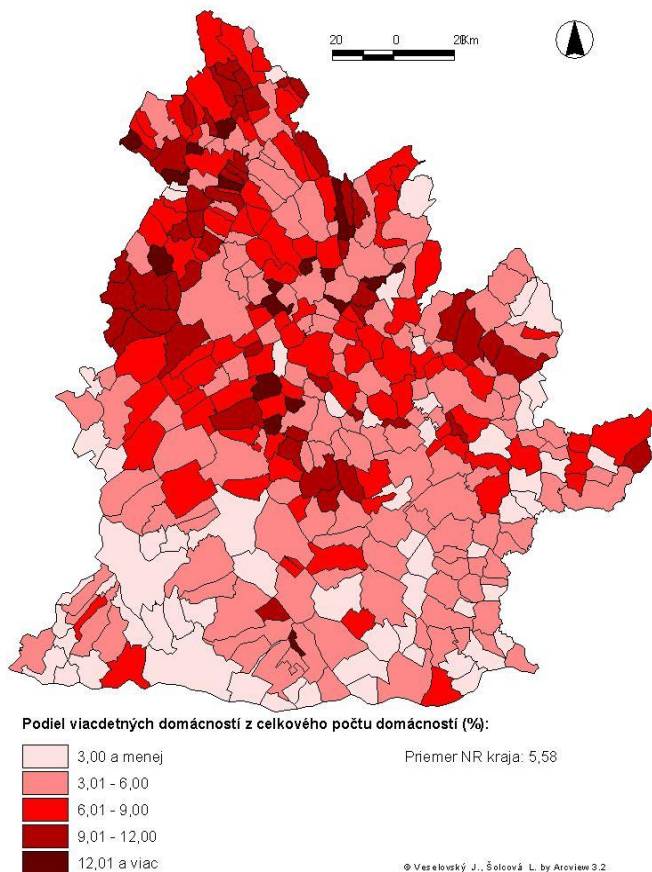 20 0 20Km
Podiel viacdetných domácností z celkového počtu domácností (%):
3,00 a menej
Priemer NR kraja: 5,58
3,01 - 6,00
6,01 - 9,00
9,01 - 12,00
12,01 a viac
© Veselovský J., Šolcová L. by Arcview 3.2